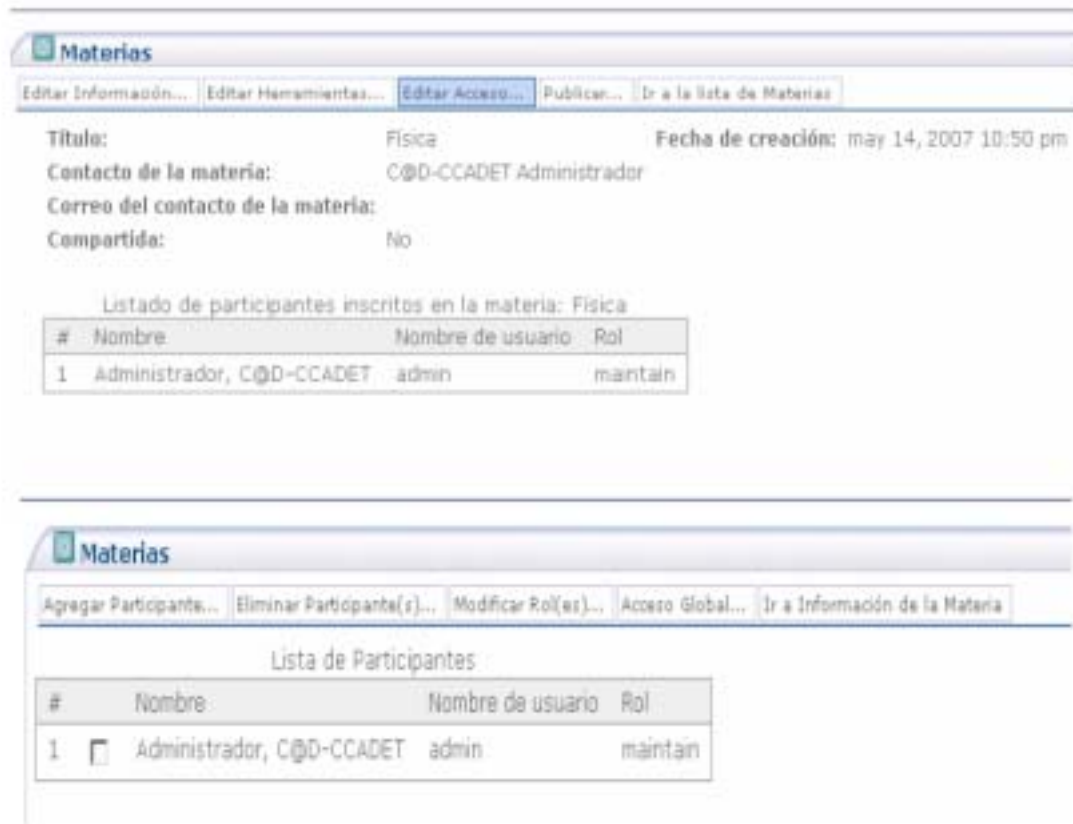 Materias
Editar Información... Editar Herramientas... Editar Acceso... Publicar... Ir a la lista de Materias
Título: Física Fecha de creación: may 14, 2007 10:50 pm
Contacto de la materia: C@D-CCADET Administrador
Correo del contacto de la materia:
Compartida: No
Listado de participantes inscritos en la materia: Física
# Nombre Nombre de usuario Rol
1 Administrador, C@D-CCADET admin maintain
Materias
Agregar Participante... Eliminar Participante(s)... Modificar Rol(es)... Acceso Global... Ir a Información de la Materia
Lista de Participantes
# Nombre Nombre de usuario Rol
1 Administrador, C@D-CCADET admin maintain